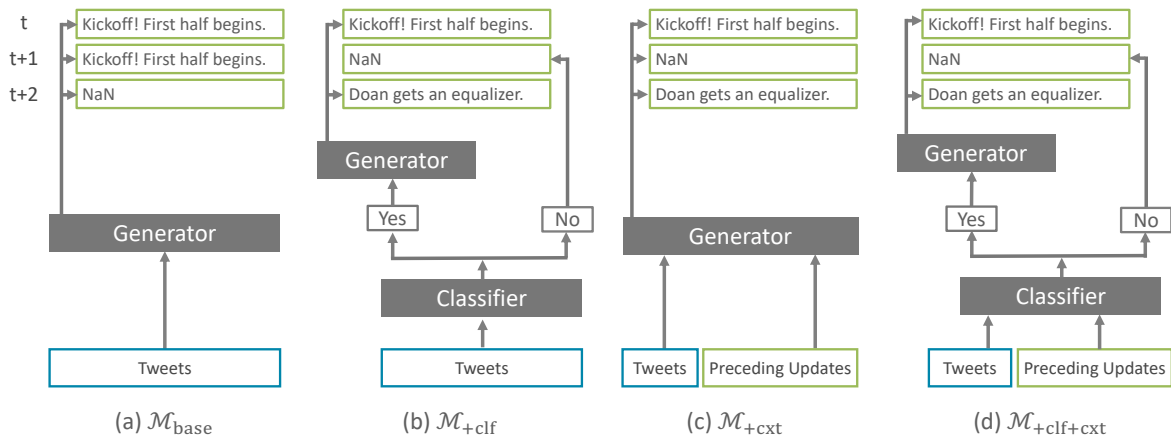 t
t+1
t+2
Kickoff! First half begins.
Kickoff! First half begins.
NaN
Generator
Tweets
(a) ℳbase
Kickoff! First half begins.
NaN
Doan gets an equalizer.
Generator
Yes
No
Classifier
Tweets
(b) ℳ+clf
Kickoff! First half begins.
NaN
Doan gets an equalizer.
Generator
Tweets
Preceding Updates
(c) ℳ+cxt
Kickoff! First half begins.
NaN
Doan gets an equalizer.
Generator
Yes
No
Classifier
Tweets
Preceding Updates
(d) ℳ+clf+cxt